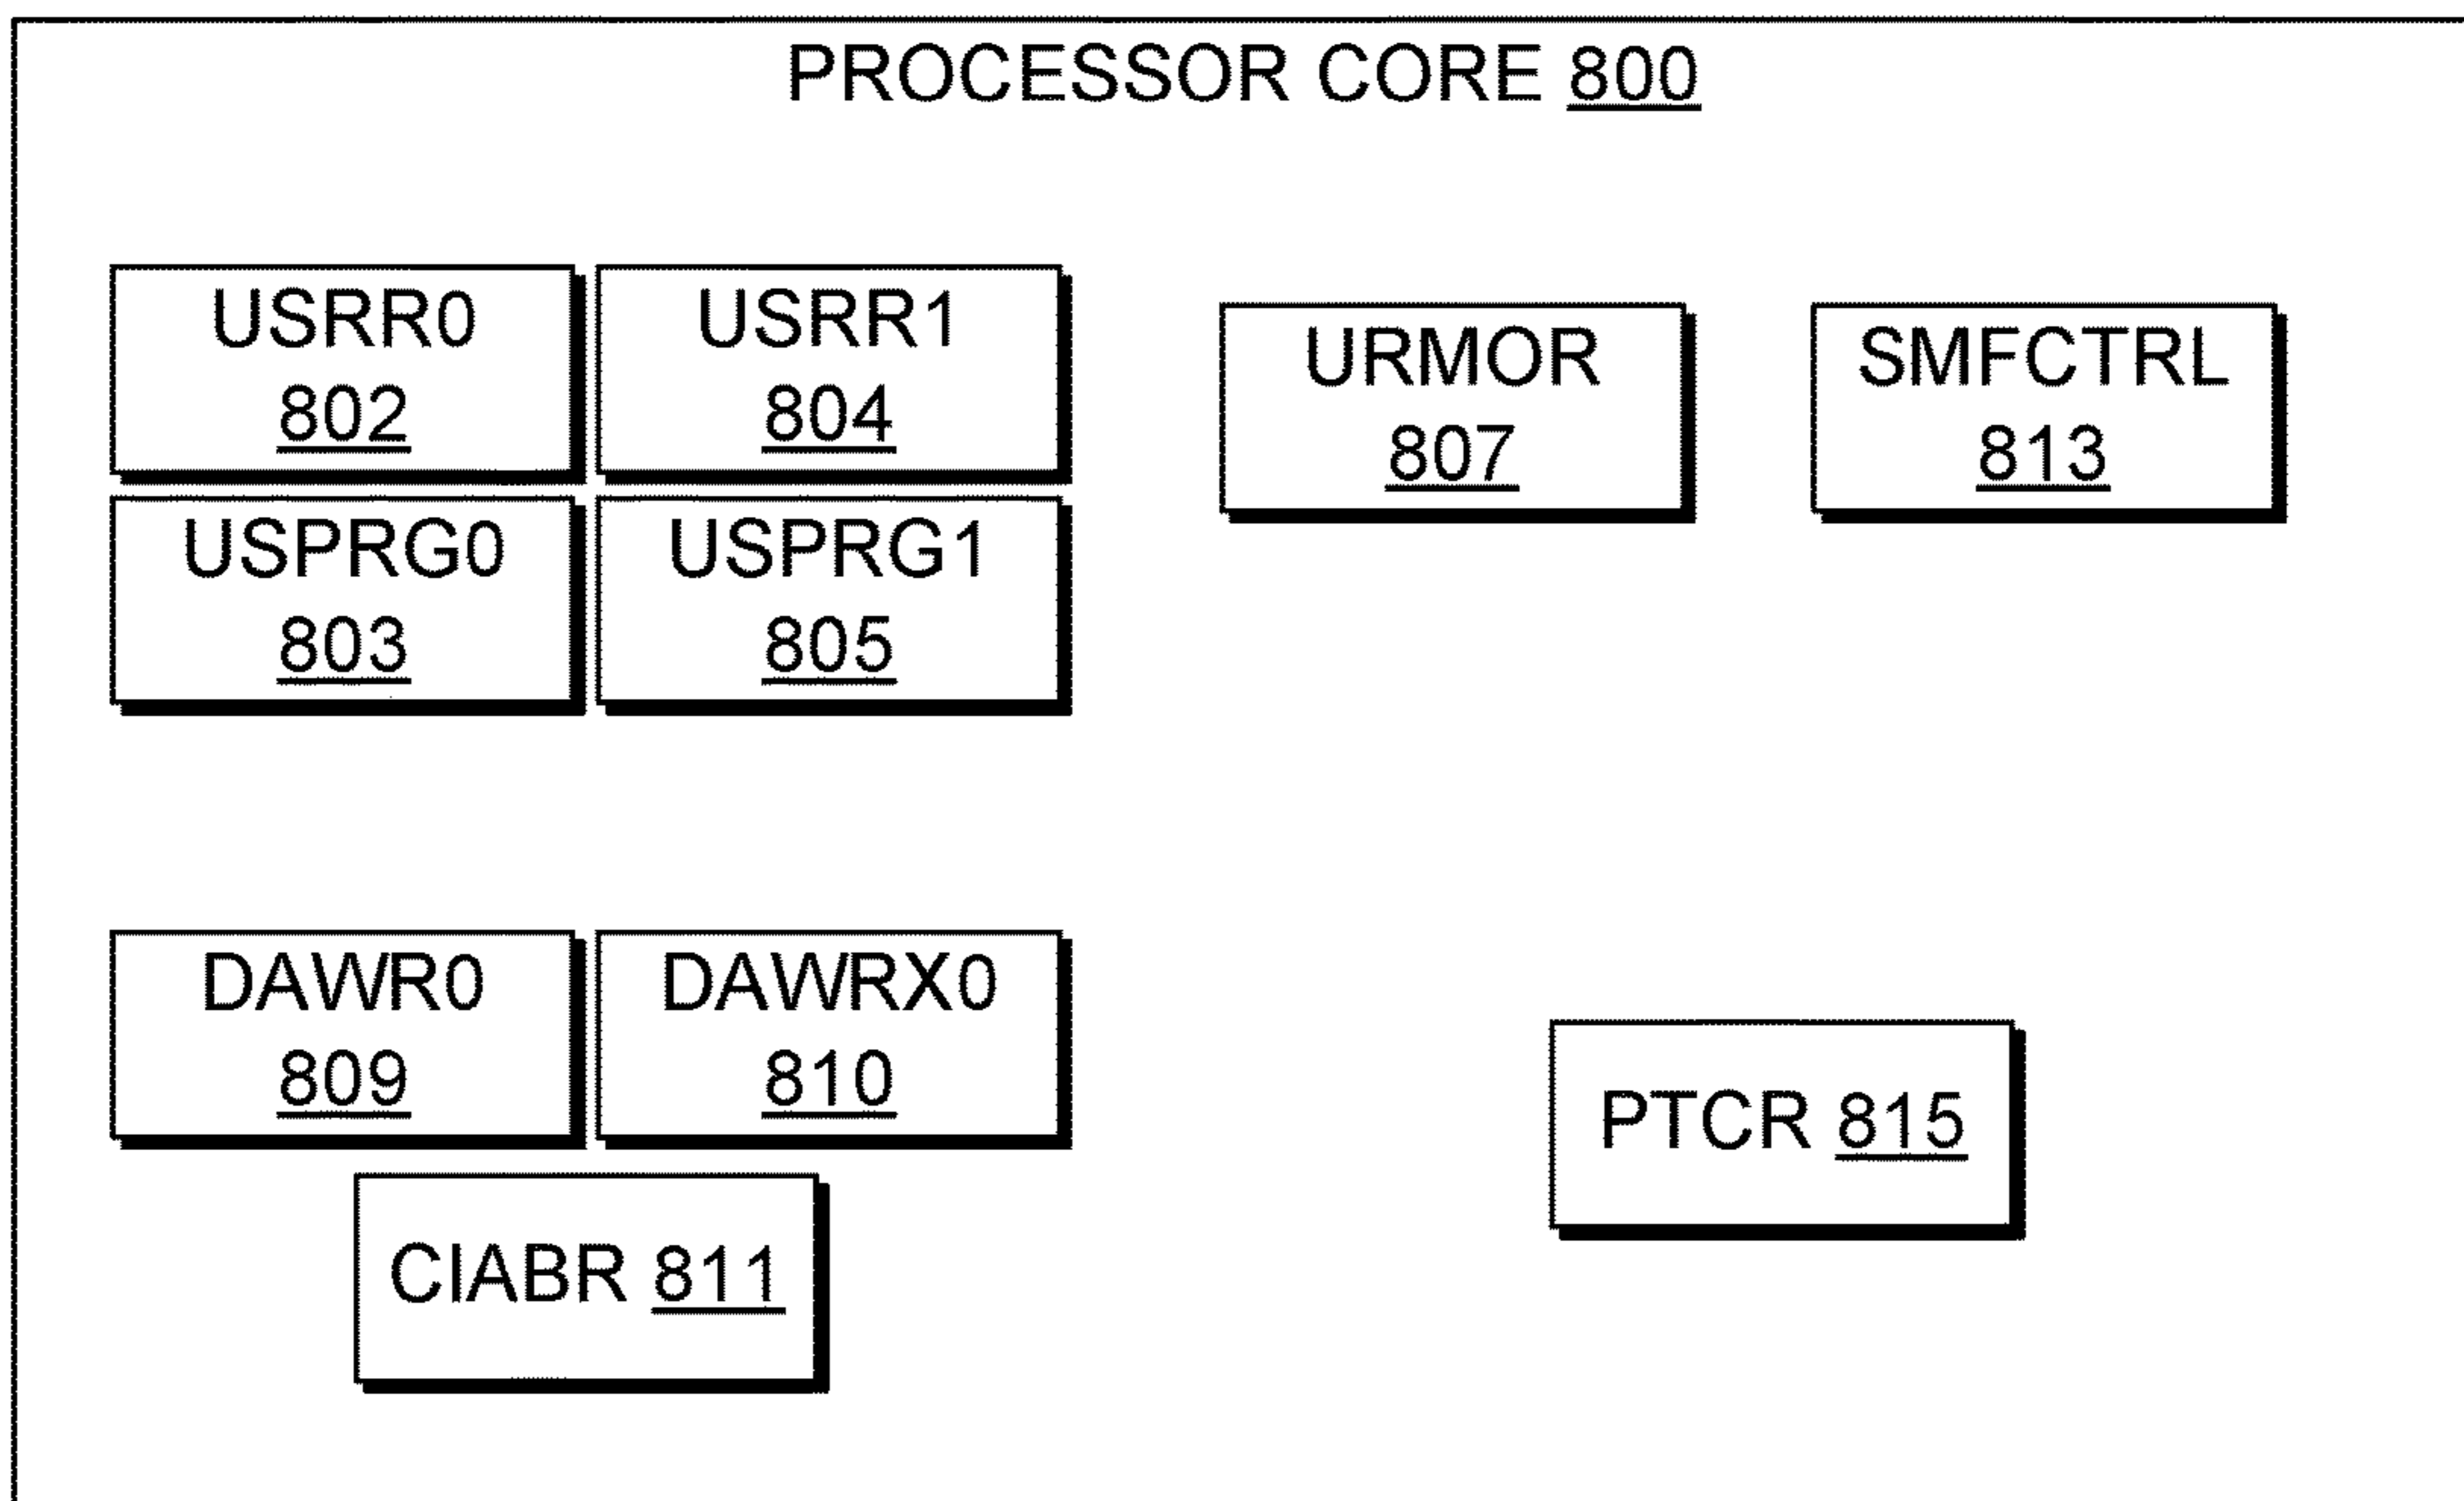 PROCESSOR CORE 800
USRR0
802
USRR1
804
USPRG0
803
USPRG1
805
URMOR
807
SMFCTRL
813
DAWR0
809
DAWRX0
810
CIABR 811
PTCR 815